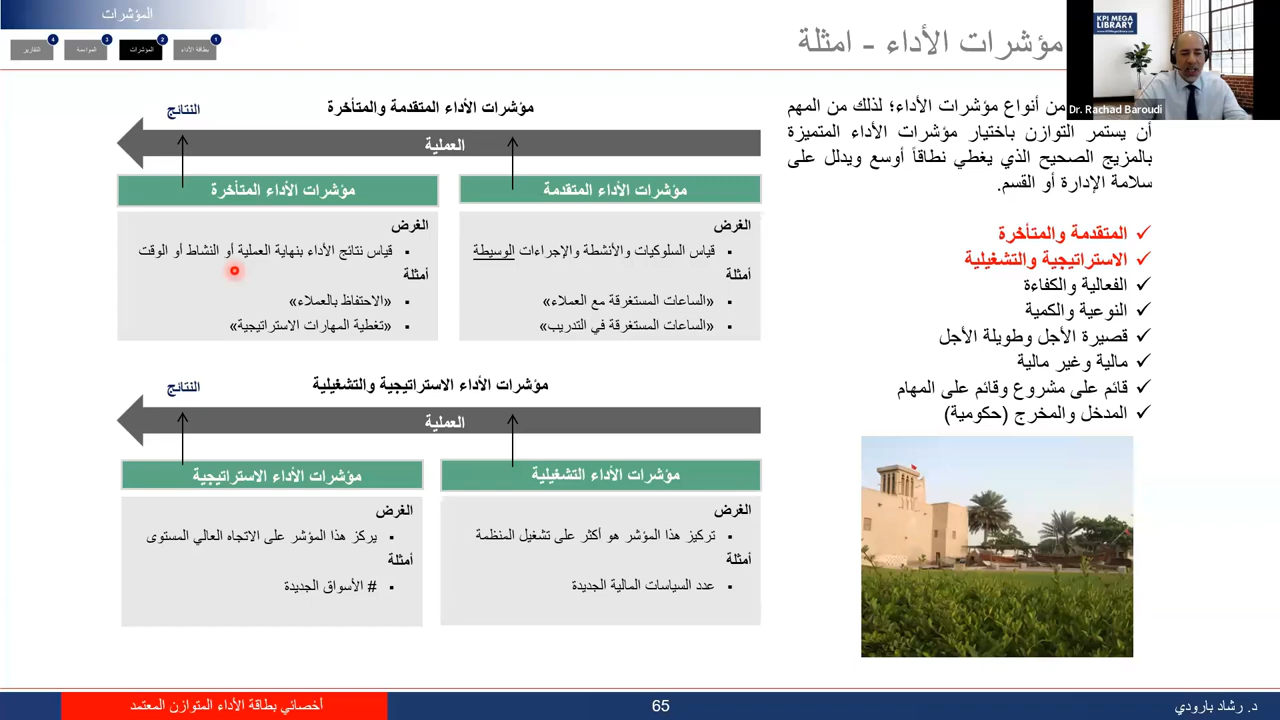 المؤشرات
1
2
3
4
بطاقة الأداء
المؤشرات
المواءمة
التقارير
مؤشرات الأداء - امثلة
KPI MEGA
LIBRARY
Dr. Rachad Baroudi
من أنواع مؤشرات الأداء؛ لذلك من المهم
أن يستمر التوازن باختيار مؤشرات الأداء المتميزة
بالمزيج الصحيح الذي يغطي نطاقاً أوسع ويدلل على
سلامة الإدارة أو القسم.
✓ المتقدمة والمتأخرة
✓ الاستراتيجية والتشغيلية
✓ الفعالية والكفاءة
✓ النوعية والكمية
✓ قصيرة الأجل وطويلة الأجل
✓ مالية وغير مالية
✓ قائم على مشروع وقائم على المهام
✓ المدخل والمخرج (حكومية)
مؤشرات الأداء المتقدمة والمتأخرة
النتائج
العملية
مؤشرات الأداء المتقدمة
الغرض
▪ قياس السلوكيات والأنشطة والإجراءات الوسيطة
أمثلة
▪ «الساعات المستغرقة مع العملاء»
▪ «الساعات المستغرقة في التدريب»
مؤشرات الأداء المتأخرة
الغرض
▪ قياس نتائج الأداء بنهاية العملية أو النشاط أو الوقت
أمثلة
▪ «الاحتفاظ بالعملاء»
▪ «تغطية المهارات الاستراتيجية»
مؤشرات الأداء الاستراتيجية والتشغيلية
النتائج
العملية
مؤشرات الأداء التشغيلية
الغرض
▪ تركيز هذا المؤشر هو أكثر على تشغيل المنظمة
أمثلة
▪ عدد السياسات المالية الجديدة
مؤشرات الأداء الاستراتيجية
الغرض
▪ يركز هذا المؤشر على الاتجاه العالي المستوى
أمثلة
▪ # الأسواق الجديدة
د. رشاد بارودي
65
أخصائي بطاقة الأداء المتوازن المعتمد